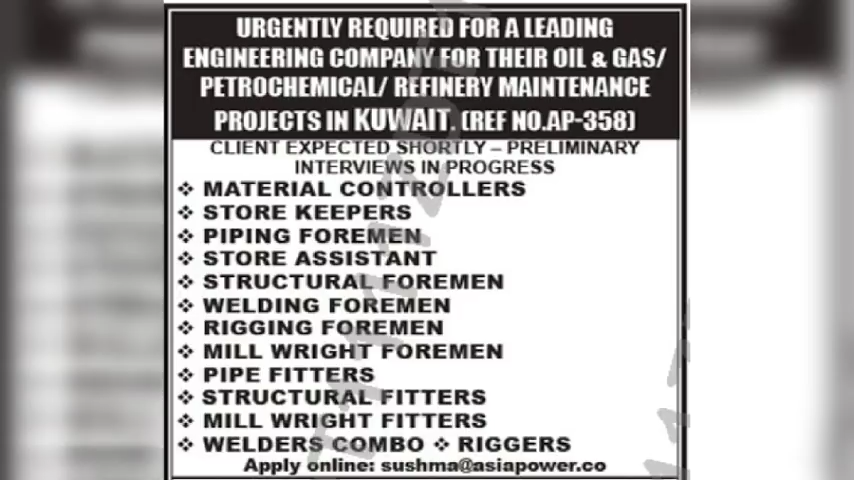 URGENTLY REQUIRED FOR A LEADING
ENGINEERING COMPANY FOR THEIR OIL & GAS/
PETROCHEMICAL/ REFINERY MAINTENANCE
PROJECTS IN KUWAIT. (REF NO.AP-358)
CLIENT EXPECTED SHORTLY – PRELIMINARY
INTERVIEWS IN PROGRESS
❖ MATERIAL CONTROLLERS
❖ STORE KEEPERS
❖ PIPING FOREMEN
❖ STORE ASSISTANT
❖ STRUCTURAL FOREMEN
❖ WELDING FOREMEN
❖ RIGGING FOREMEN
❖ MILL WRIGHT FOREMEN
❖ PIPE FITTERS
❖ STRUCTURAL FITTERS
❖ MILL WRIGHT FITTERS
❖ WELDERS COMBO ❖ RIGGERS
Apply online: sushma@asiapower.co